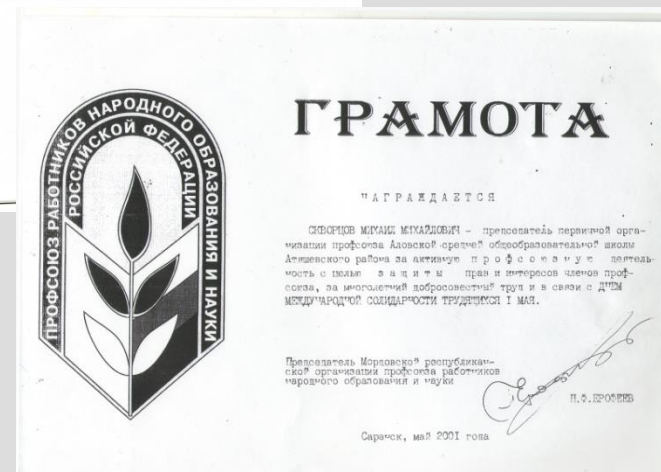 ПРОФСОЮЗ РАБОТНИКОВ НАРОДНОГО ОБРАЗОВАНИЯ И НАУКИ
РОССИЙСКОЙ ФЕДЕРАЦИИ
ГРАМОТА
НАГРАЖДАЕТСЯ
СКВОРЦОВ МИХАИЛ МИХАЙЛОВИЧ – председатель первичной орга-
низации профсоюза Аловской средней общеобразовательной школы
Атяшевского района за активную профсоюзную деятель-
ность с целью защиты прав и интересов членов проф-
союза, за многолетний добросовестный труд и в связи с ДНЕМ
МЕЖДУНАРОДНОЙ СОЛИДАРНОСТИ ТРУДЯЩИХСЯ I МАЯ.
Председатель Мордовской республикан-
ской организации профсоюза работников
народного образования и науки
Н.Ф.ЕРОФЕЕВ
Саранск, май 2001 года